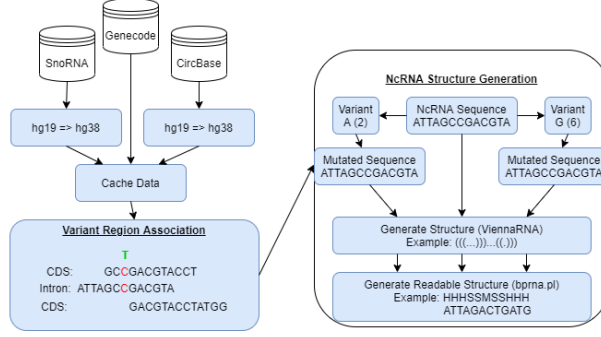 Genecode
SnoRNA
CircBase
hg19 => hg38
hg19 => hg38
Cache Data
Variant Region Association
T
CDS: GCCGACGTACCT
Intron: ATTAGCCGACGTA
CDS: GACGTACCTATGG
NcRNA Structure Generation
Variant
A (2)
NcRNA Sequence
ATTAGCCGACGTA
Variant
G (6)
Mutated Sequence
ATTAGCCGACGTA
Mutated Sequence
ATTAGCCGACGTA
Generate Structure (ViennaRNA)
Example: (((...)))...((.)))
Generate Readable Structure (bprna.pl)
Example: HHHSSMSSHHH
ATTAGACTGATG